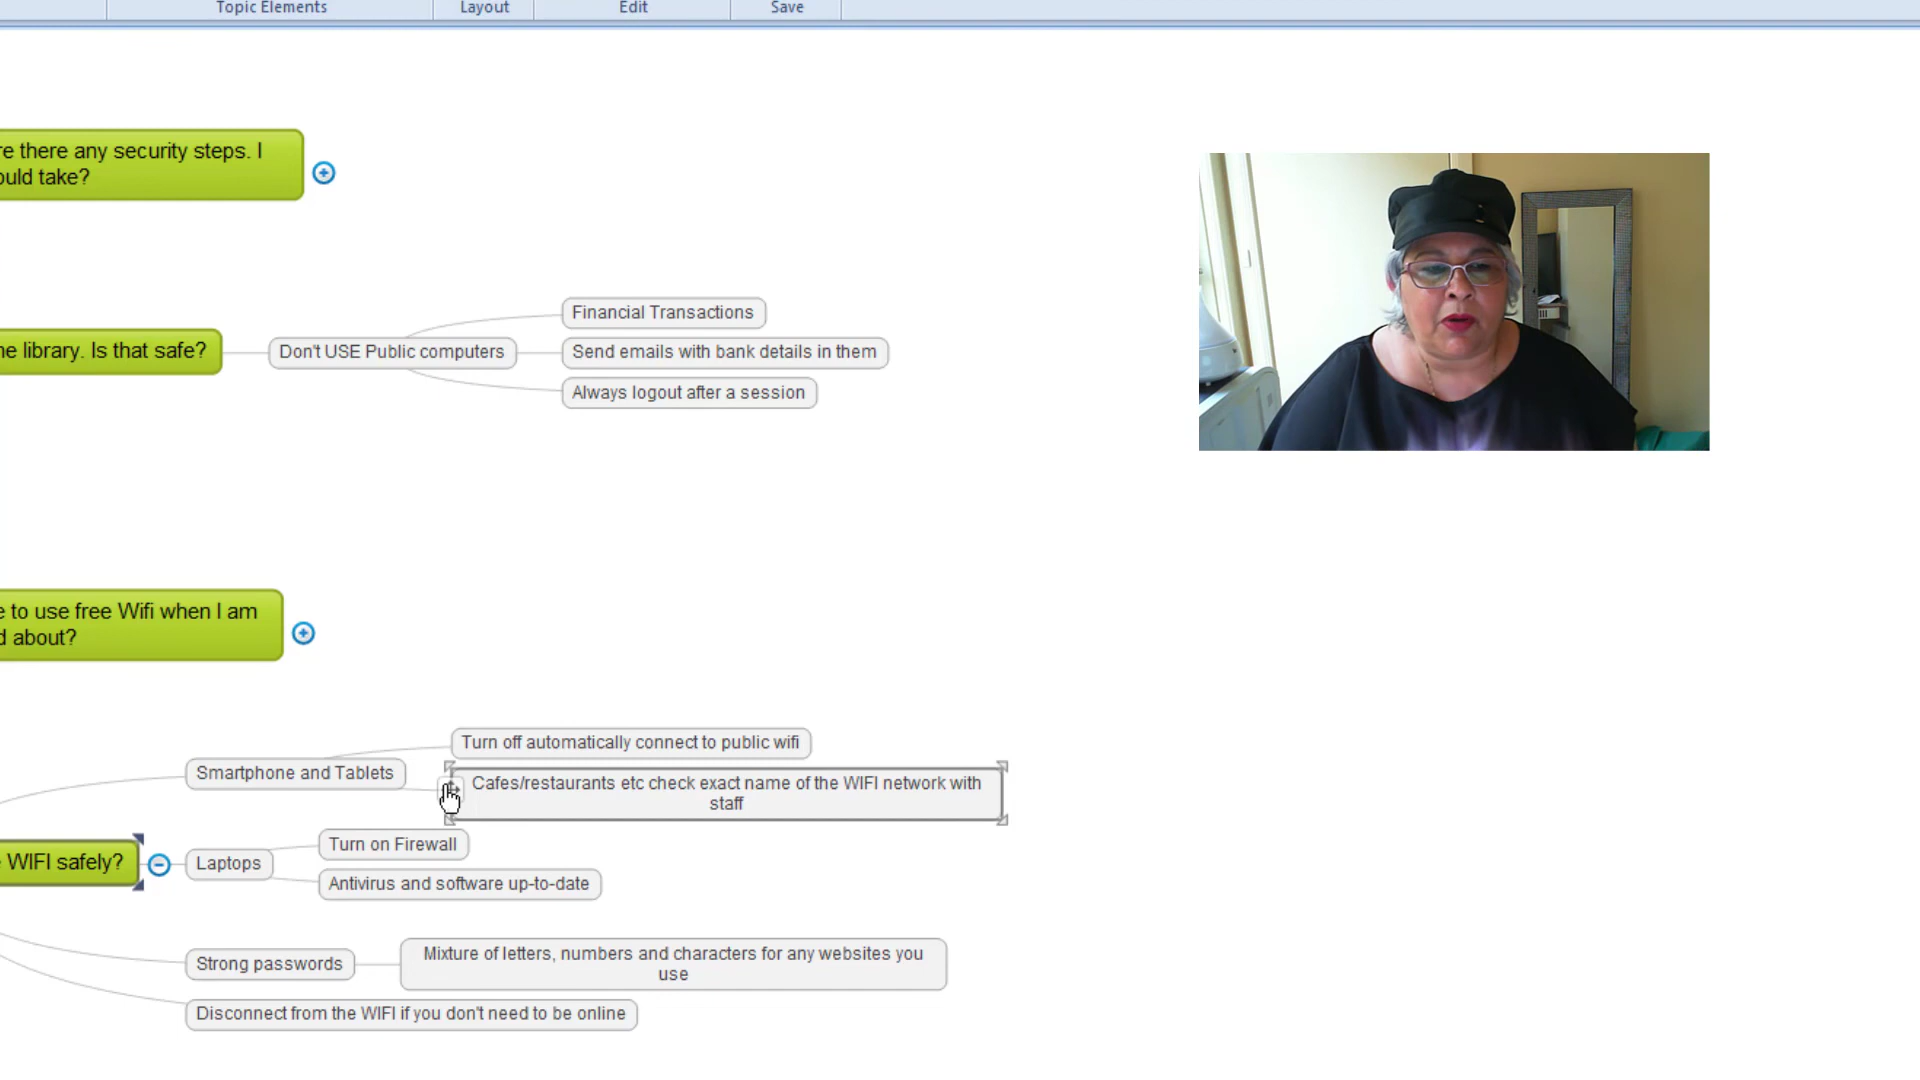 Topic Elements
Layout
Edit
Save
re there any security steps. I
ould take?
Financial Transactions
ne library. Is that safe?
Don't USE Public computers
Send emails with bank details in them
Always logout after a session
e to use free Wifi when I am
d about?
Turn off automatically connect to public wifi
Smartphone and Tablets
Cafes/restaurants etc check exact name of the WIFI network with
staff
Turn on Firewall
WIFI safely?
Laptops
Antivirus and software up-to-date
Strong passwords
Mixture of letters, numbers and characters for any websites you
use
Disconnect from the WIFI if you don't need to be online